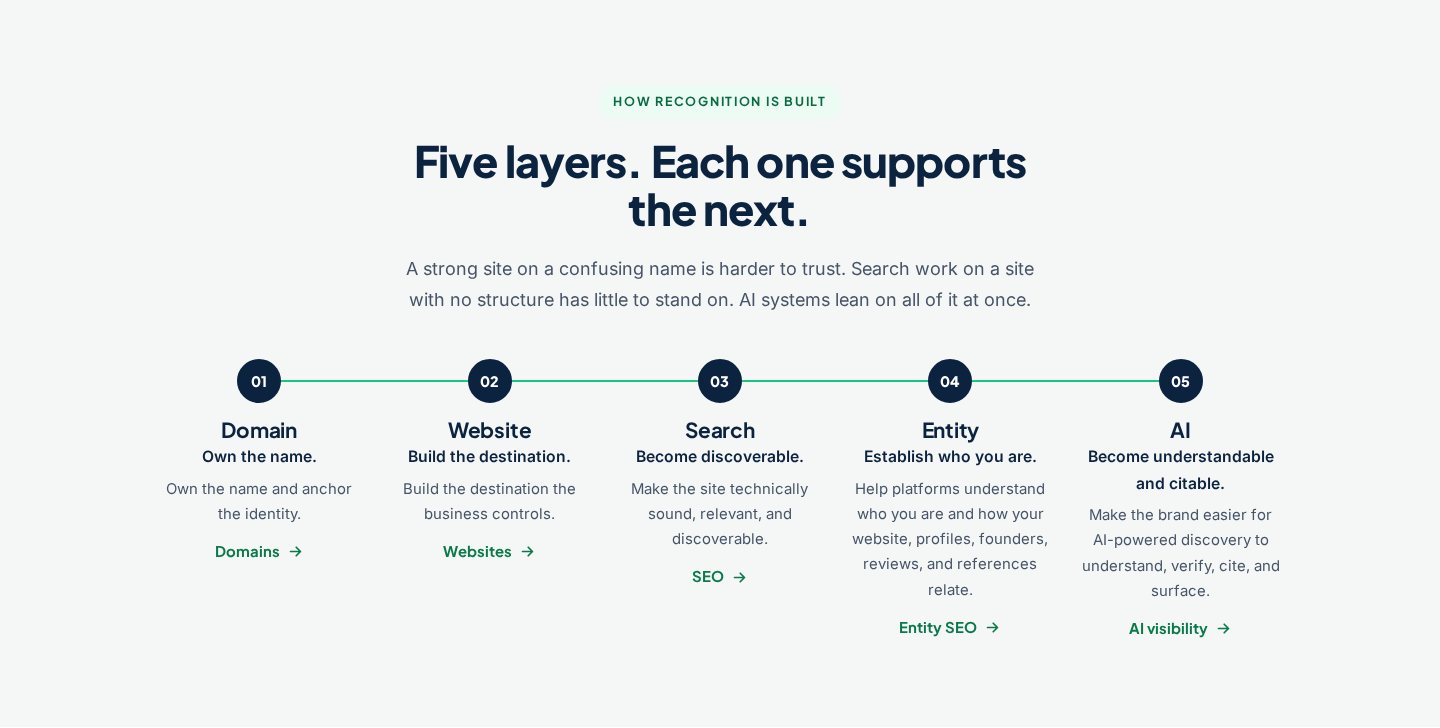 HOW RECOGNITION IS BUILT
Five layers. Each one supports
the next.
A strong site on a confusing name is harder to trust. Search work on a site
with no structure has little to stand on. AI systems lean on all of it at once.
01
Domain
Own the name.
Own the name and anchor
the identity.
Domains →
02
Website
Build the destination.
Build the destination the
business controls.
Websites →
03
Search
Become discoverable.
Make the site technically
sound, relevant, and
discoverable.
SEO →
04
Entity
Establish who you are.
Help platforms understand
who you are and how your
website, profiles, founders,
reviews, and references
relate.
Entity SEO →
05
AI
Become understandable
and citable.
Make the brand easier for
AI-powered discovery to
understand, verify, cite, and
surface.
AI visibility →